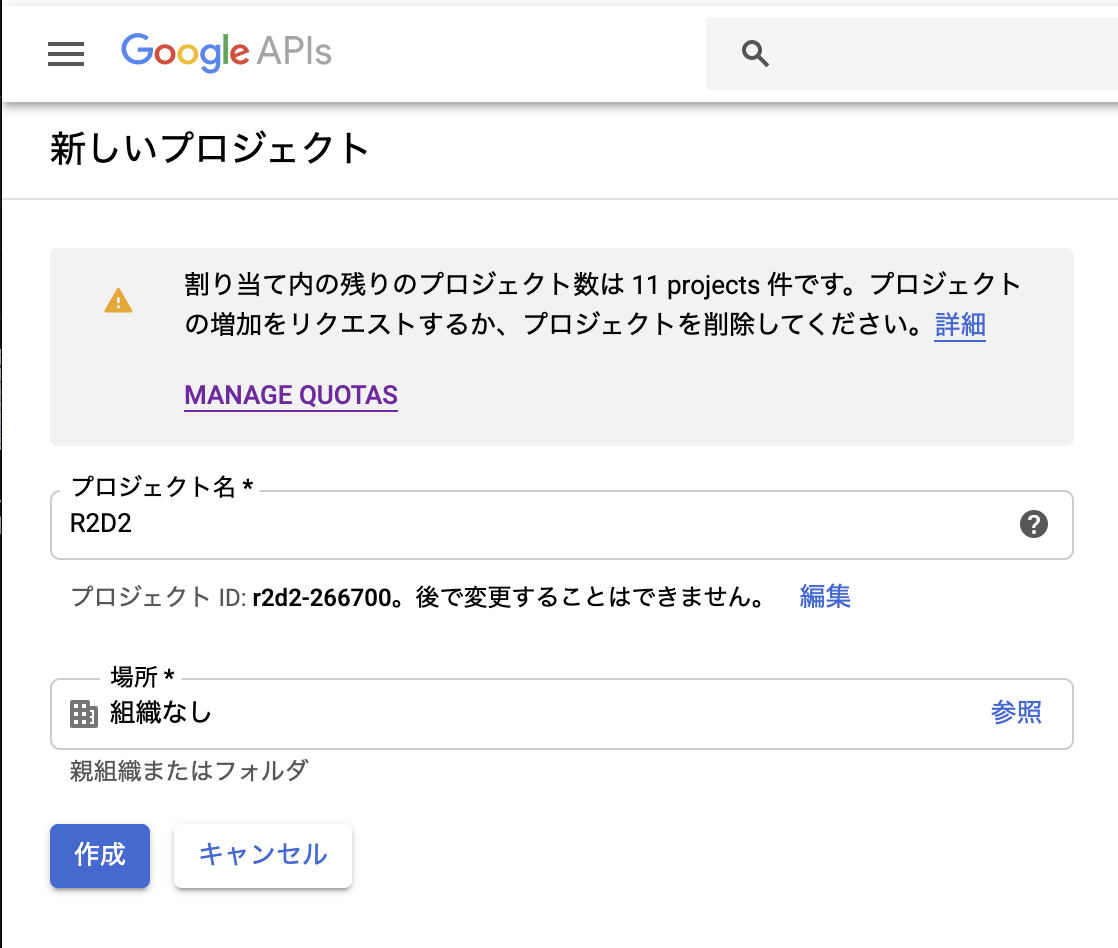 Google APIs
新しいプロジェクト
割り当て内の残りのプロジェクト数は 11 projects 件です。プロジェクト
の増加をリクエストするか、プロジェクトを削除してください。詳細
MANAGE QUOTAS
プロジェクト名 *
R2D2
プロジェクト ID: r2d2-266700。後で変更することはできません。 編集
場所 *
組織なし 参照
親組織またはフォルダ
作成 キャンセル